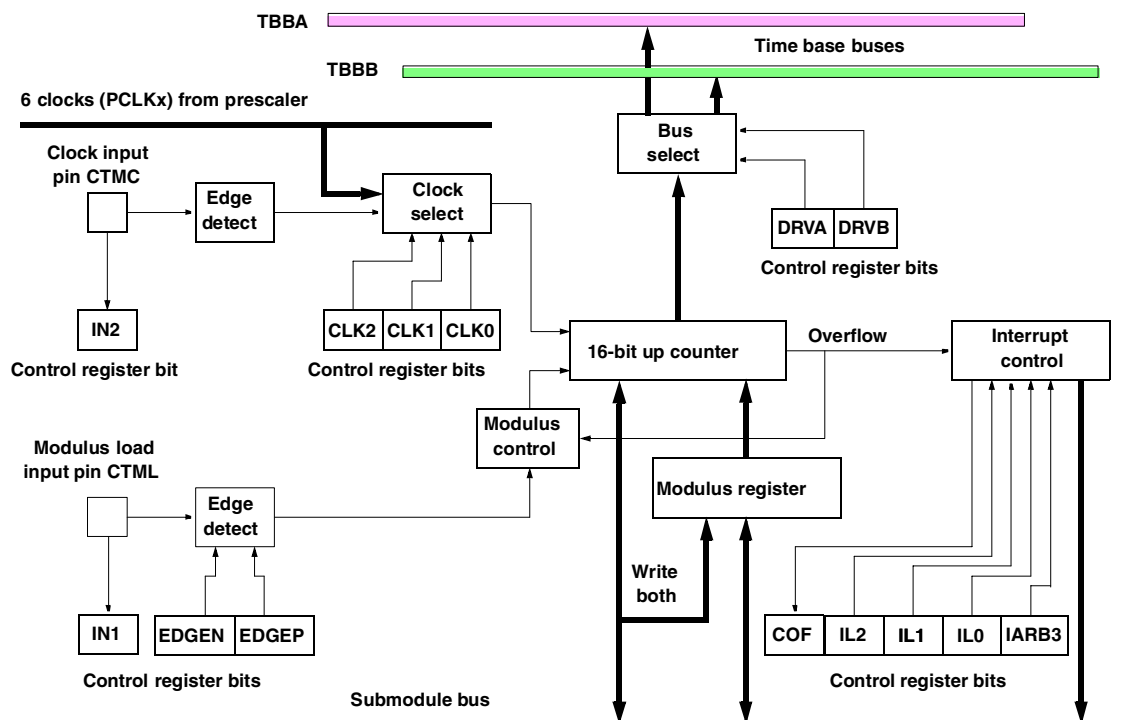 TBBA
Time base buses
TBBB
6 clocks (PCLKx) from prescaler
Clock input
pin CTMC
Edge
detect
Clock
select
Bus
select
DRVA DRVB
Control register bits
IN2
Control register bit
CLK2 CLK1 CLK0
Control register bits
16-bit up counter
Overflow
Interrupt
control
Modulus
control
Modulus load
input pin CTML
Edge
detect
Modulus register
Write
both
IN1
EDGEN EDGEP
Control register bits
COF IL2 IL1 IL0 IARB3
Control register bits
Submodule bus